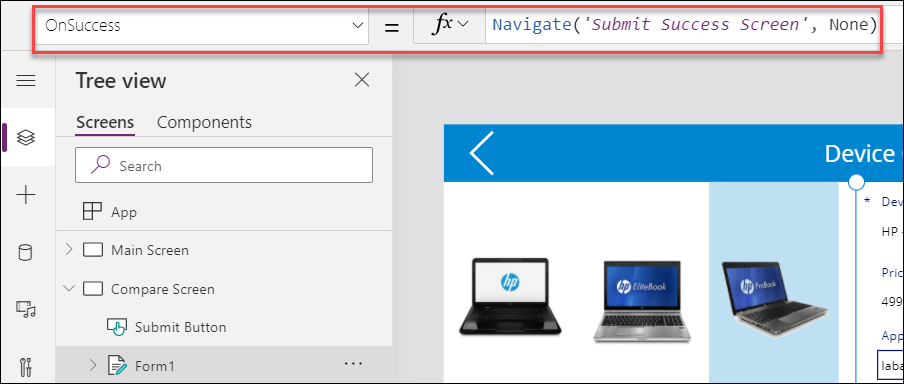 OnSuccess
= fx Navigate('Submit Success Screen', None)
Tree view
Screens Components
Search
App
Main Screen
Compare Screen
Submit Button
Form1
Device
hp
hp EliteBook
hp ProBook
* Dev
HP
Pric
499
App
laba